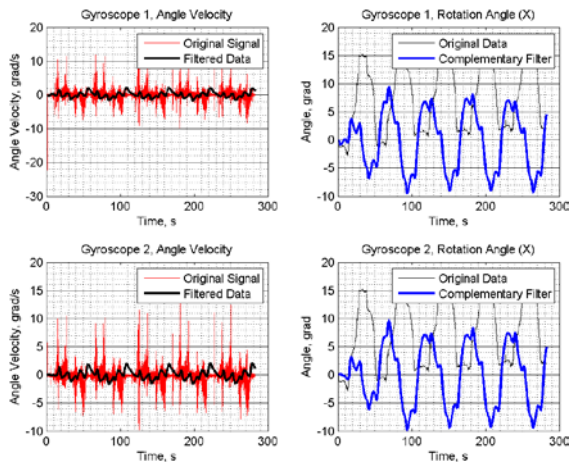 Gyroscope 1, Angle Velocity
Angle Velocity, grad/s
20
10
0
-10
-20
-30
Original Signal
Filtered Data
0 100 200 300
Time, s
Gyroscope 1, Rotation Angle (X)
Angle, grad
20
15
10
5
0
-5
-10
Original Data
Complementary Filter
0 100 200 300
Time, s
Gyroscope 2, Angle Velocity
Angle Velocity, grad/s
20
15
10
5
0
-5
-10
Original Signal
Filtered Data
0 100 200 300
Time, s
Gyroscope 2, Rotation Angle (X)
Angle, grad
20
15
10
5
0
-5
-10
Original Data
Complementary Filter
0 100 200 300
Time, s